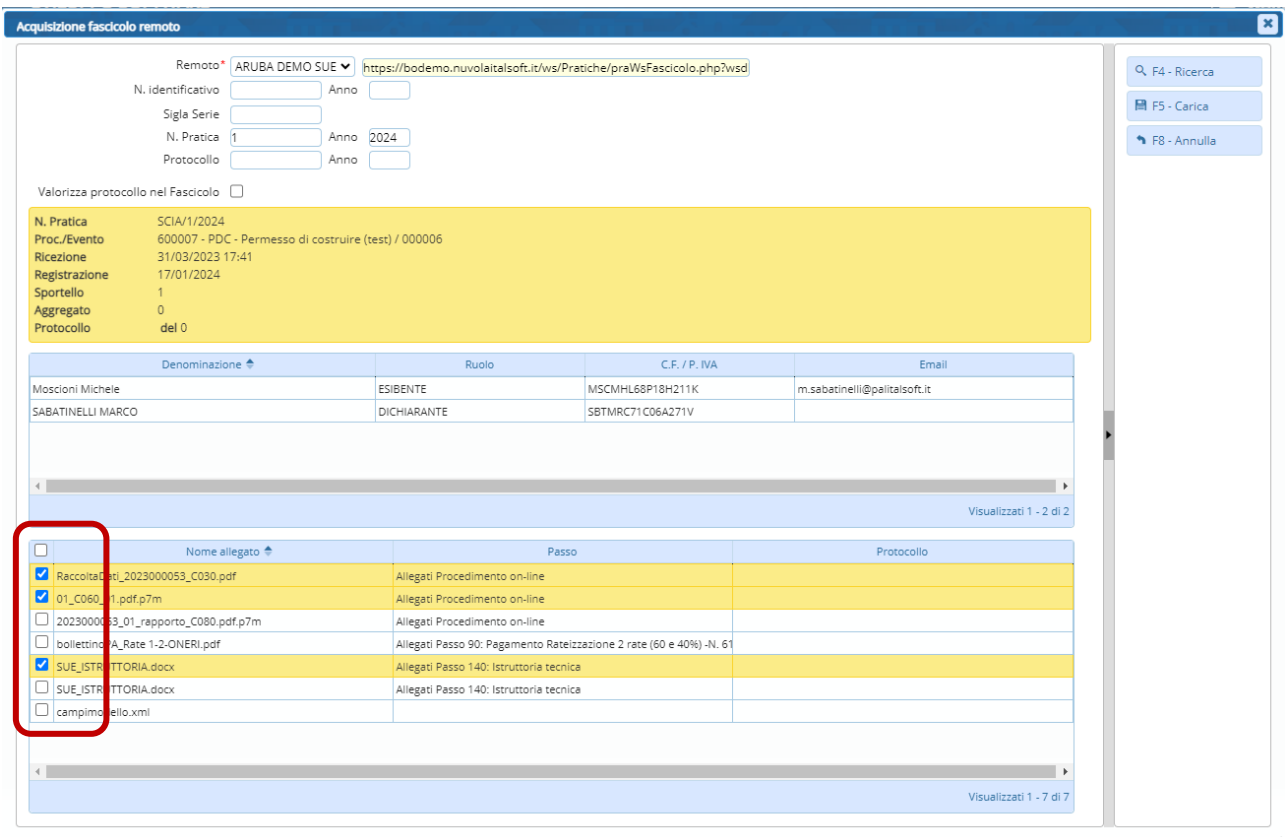 Acquisizione fascicolo remoto
Remoto* ARUBA DEMO SUE https://bodemo.nuvolaitalsoft.it/ws/Pratiche/praWsFascicolo.php?wsd
N. identificativo Anno
Sigla Serie
N. Pratica 1 Anno 2024
Protocollo Anno
Valorizza protocollo nel Fascicolo
F4 - Ricerca
F5 - Carica
F8 - Annulla
N. Pratica SCIA/1/2024
Proc./Evento 600007 - PDC - Permesso di costruire (test) / 000006
Ricezione 31/03/2023 17:41
Registrazione 17/01/2024
Sportello 1
Aggregato 0
Protocollo del 0
Denominazione Ruolo C.F. / P. IVA Email
Moscioni Michele ESIBENTE MSCMHL68P18H211K m.sabatinelli@palitalsoft.it
SABATINELLI MARCO DICHIARANTE SBTMRC71C06A271V
Visualizzati 1 - 2 di 2
Nome allegato Passo Protocollo
RaccoltaDati_2023000053_C030.pdf Allegati Procedimento on-line
01_C060_01.pdf.p7m Allegati Procedimento on-line
2023000053_01_rapporto_C080.pdf.p7m Allegati Procedimento on-line
bollettinoPA_Rate 1-2-ONERI.pdf Allegati Passo 90: Pagamento Rateizzazione 2 rate (60 e 40%) -N. 61
SUE_ISTRUTTORIA.docx Allegati Passo 140: Istruttoria tecnica
SUE_ISTRUTTORIA.docx Allegati Passo 140: Istruttoria tecnica
campimodello.xml
Visualizzati 1 - 7 di 7